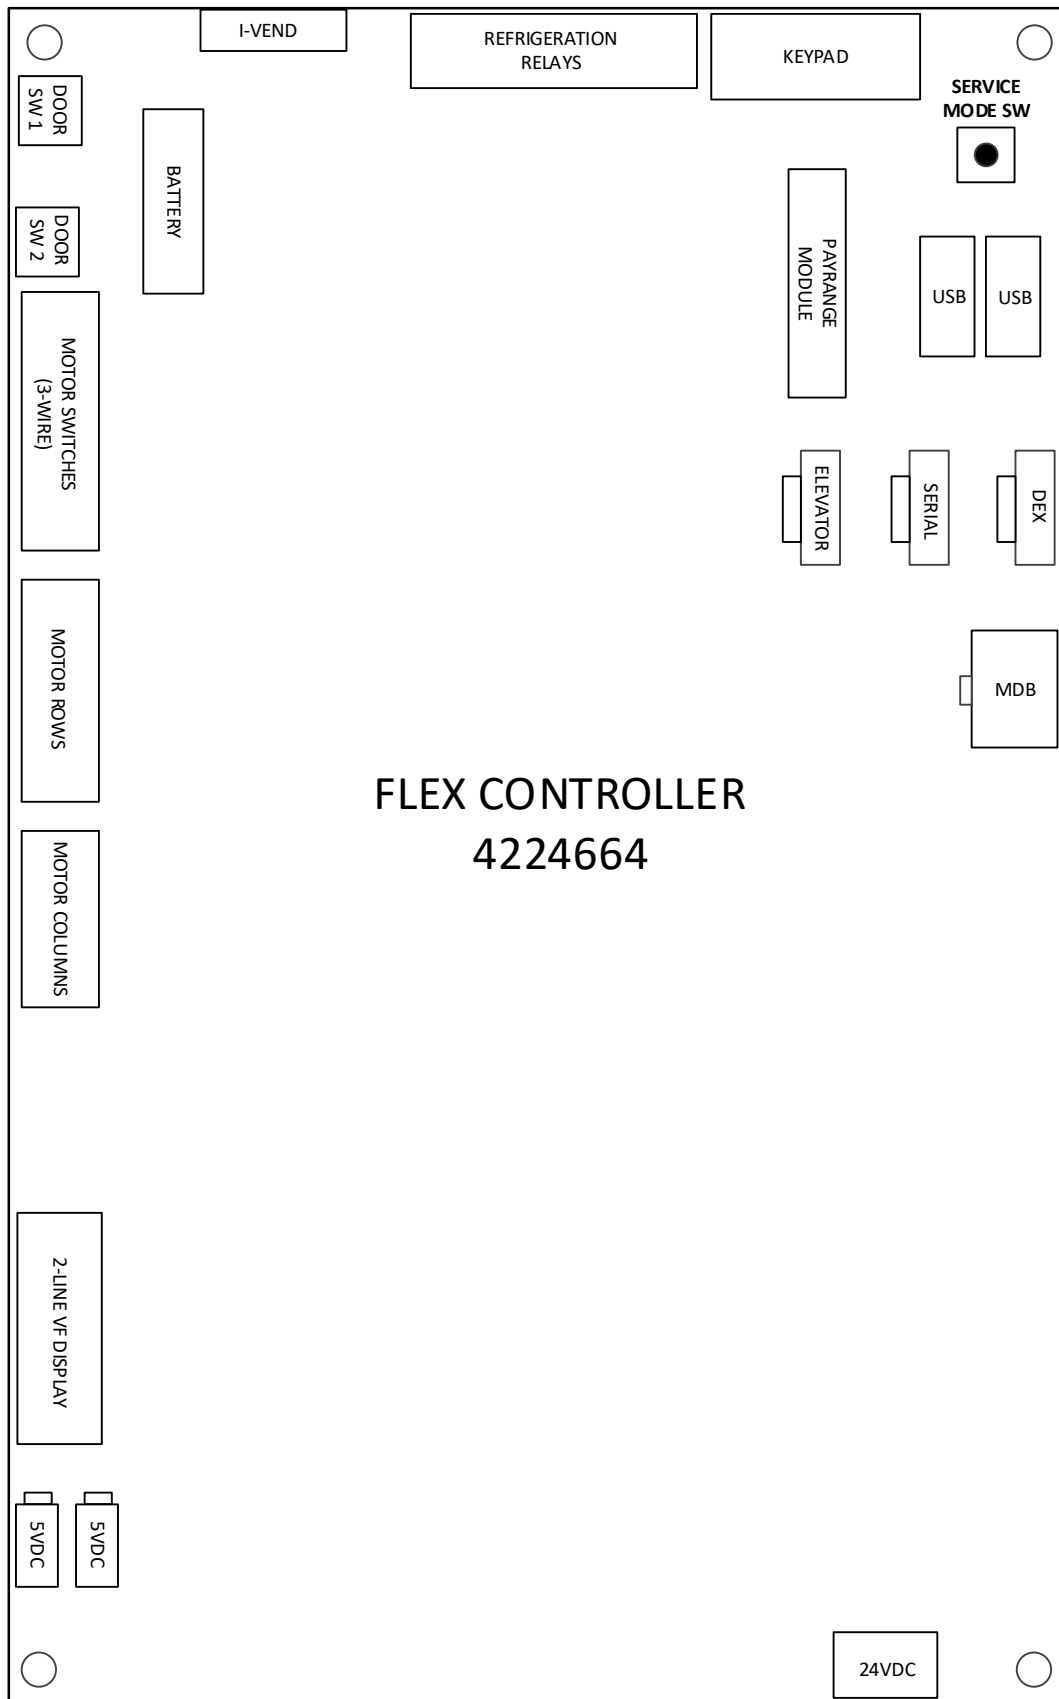 I-VEND
REFRIGERATION
RELAYS
KEYPAD
SERVICE
MODE SW
DOOR
SW 1
BATTERY
DOOR
SW 2
PAYRANGE
MODULE
USB
USB
MOTOR SWITCHES
(3-WIRE)
ELEVATOR
SERIAL
DEX
MOTOR ROWS
MDB
FLEX CONTROLLER
4224664
MOTOR COLUMNS
2-LINE VF DISPLAY
5VDC
5VDC
24VDC